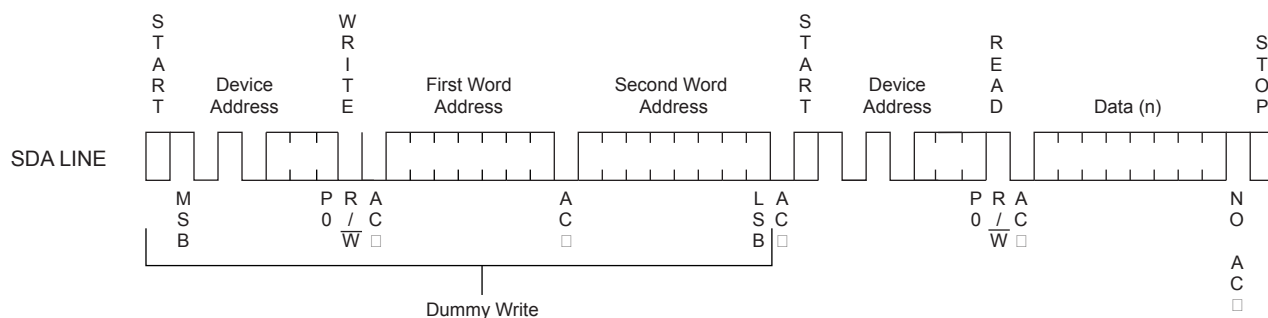 START
WRITE
START
READ
STOP
Device
Address
First Word
Address
Second Word
Address
Device
Address
Data (n)
SDA LINE
MSB
P0
R/W
AC□
AC□
LSB
AC□
P0
R/W
AC□
NO AC□
Dummy Write